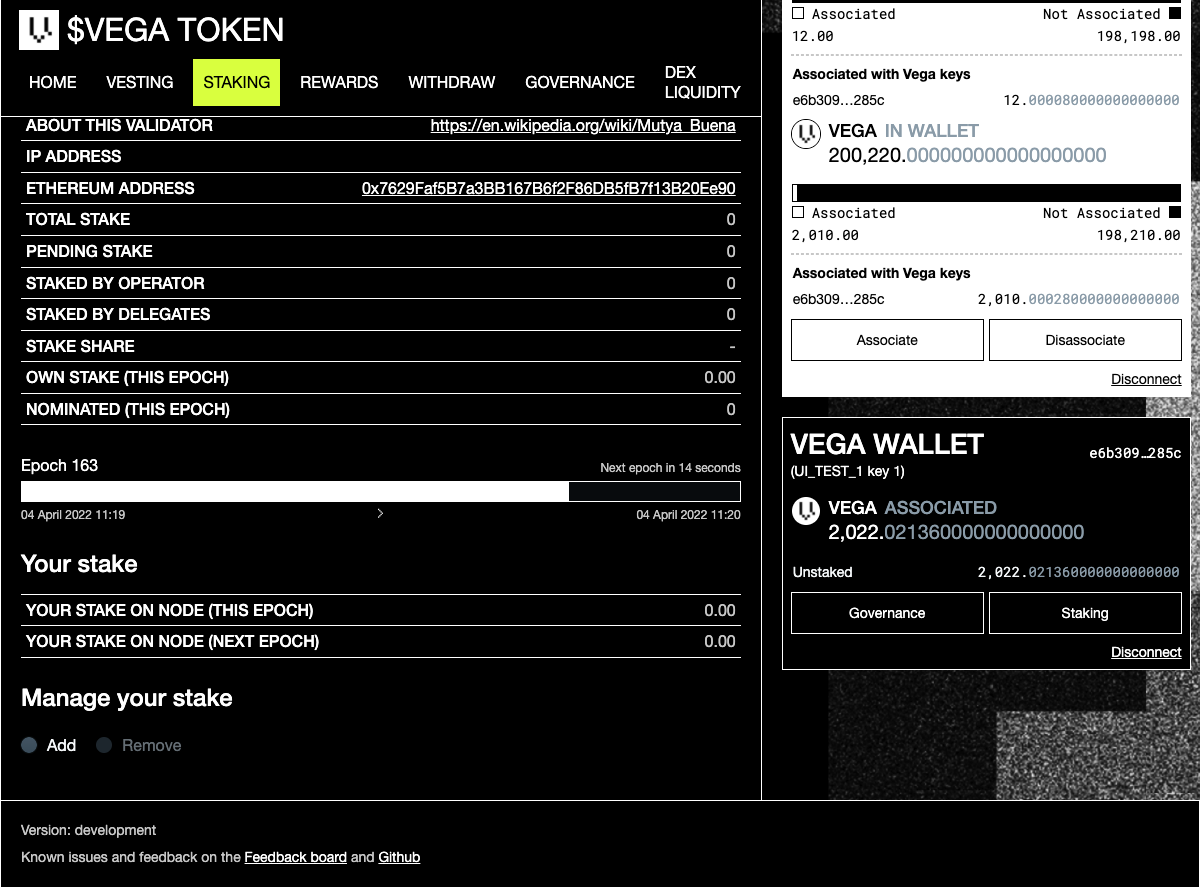 $VEGA TOKEN
HOME VESTING STAKING REWARDS WITHDRAW GOVERNANCE DEX LIQUIDITY
ABOUT THIS VALIDATOR https://en.wikipedia.org/wiki/Mutya_Buena
IP ADDRESS
ETHEREUM ADDRESS 0x7629Faf5B7a3BB167B6f2F86DB5fB7f13B20Ee90
TOTAL STAKE 0
PENDING STAKE 0
STAKED BY OPERATOR 0
STAKED BY DELEGATES 0
STAKE SHARE -
OWN STAKE (THIS EPOCH) 0.00
NOMINATED (THIS EPOCH) 0
Epoch 163 Next epoch in 14 seconds
04 April 2022 11:19 04 April 2022 11:20
Your stake
YOUR STAKE ON NODE (THIS EPOCH) 0.00
YOUR STAKE ON NODE (NEXT EPOCH) 0.00
Manage your stake
Add Remove
Associated Not Associated
12.00 198,198.00
Associated with Vega keys
e6b309…285c 12.000080000000000000
VEGA IN WALLET
200,220.000000000000000000
Associated Not Associated
2,010.00 198,210.00
Associated with Vega keys
e6b309…285c 2,010.000280000000000000
Associate Disassociate
Disconnect
VEGA WALLET e6b309…285c
(UI_TEST_1 key 1)
VEGA ASSOCIATED
2,022.021360000000000000
Unstaked 2,022.021360000000000000
Governance Staking
Disconnect
Version: development
Known issues and feedback on the Feedback board and Github